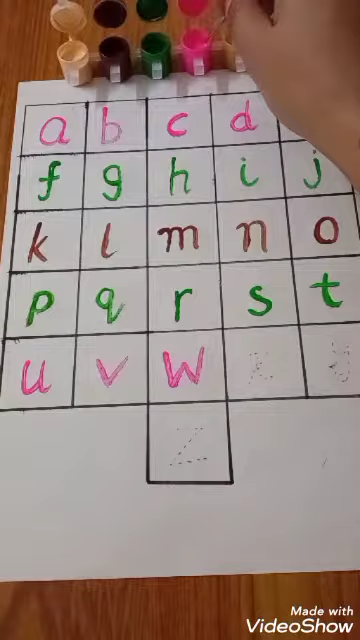 a b c d
f g h i j
k l m n o
p q r s t
u v w x y
z
Made with
VideoShow